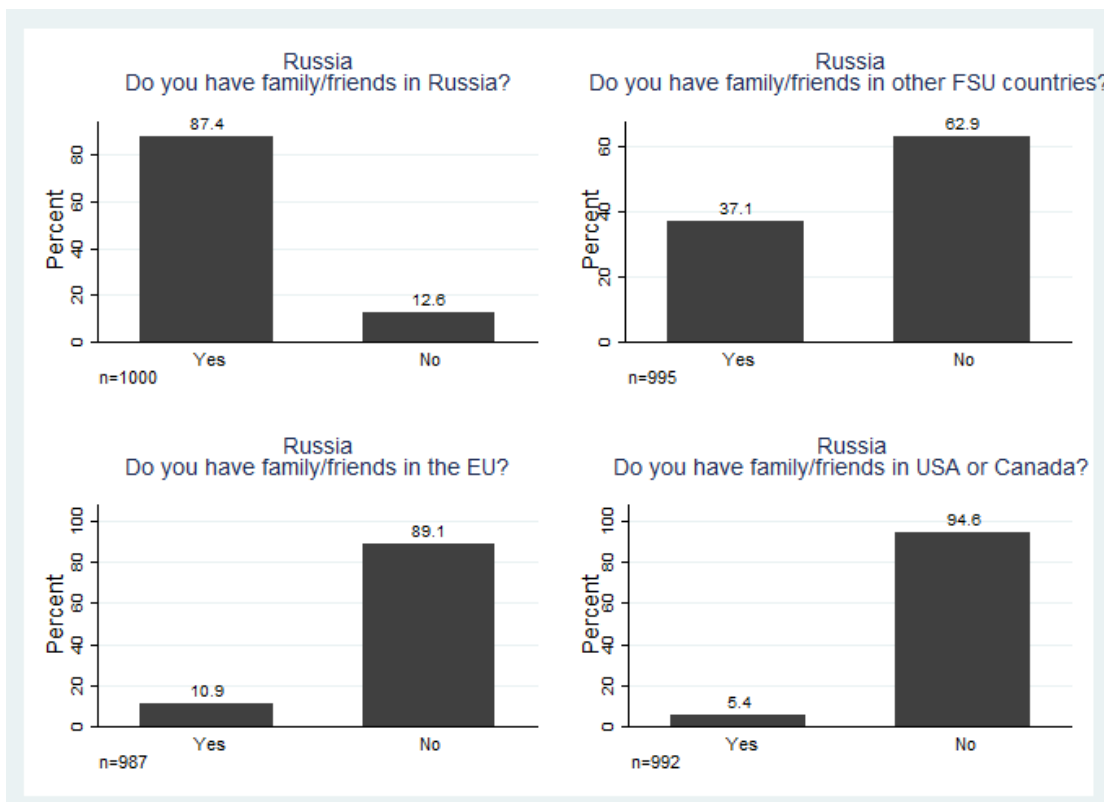 Russia
Do you have family/friends in Russia?
Percent
80
60
40
20
0
87.4
12.6
Yes No
n=1000
Russia
Do you have family/friends in other FSU countries?
Percent
60
40
20
0
37.1
62.9
Yes No
n=995
Russia
Do you have family/friends in the EU?
Percent
100
80
60
40
20
0
10.9
89.1
Yes No
n=987
Russia
Do you have family/friends in USA or Canada?
Percent
100
80
60
40
20
0
5.4
94.6
Yes No
n=992